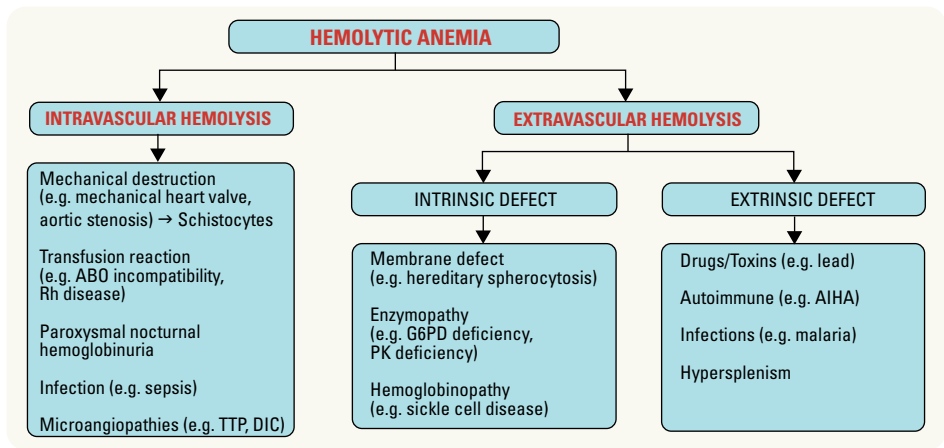 HEMOLYTIC ANEMIA
INTRAVASCULAR HEMOLYSIS
Mechanical destruction
(e.g. mechanical heart valve,
aortic stenosis) → Schistocytes
Transfusion reaction
(e.g. ABO incompatibility,
Rh disease)
Paroxysmal nocturnal
hemoglobinuria
Infection (e.g. sepsis)
Microangiopathies (e.g. TTP, DIC)
EXTRAVASCULAR HEMOLYSIS
INTRINSIC DEFECT
Membrane defect
(e.g. hereditary spherocytosis)
Enzymopathy
(e.g. G6PD deficiency,
PK deficiency)
Hemoglobinopathy
(e.g. sickle cell disease)
EXTRINSIC DEFECT
Drugs/Toxins (e.g. lead)
Autoimmune (e.g. AIHA)
Infections (e.g. malaria)
Hypersplenism